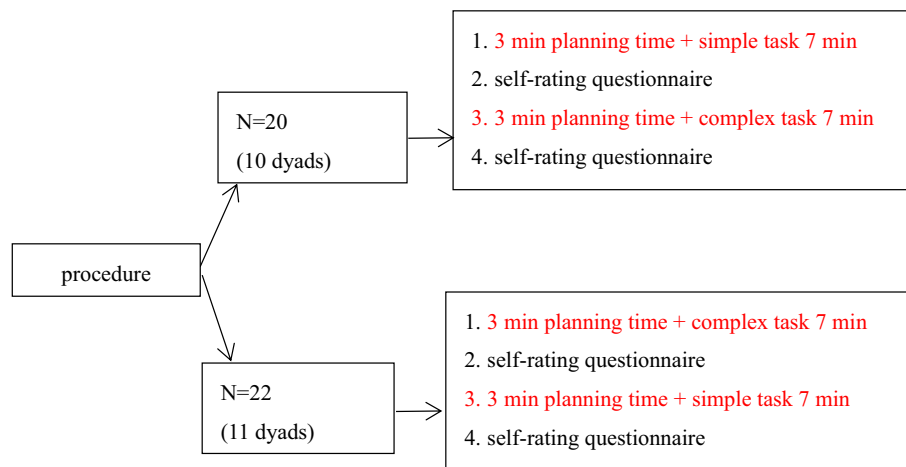 procedure
N=20
(10 dyads)
1. 3 min planning time + simple task 7 min
2. self-rating questionnaire
3. 3 min planning time + complex task 7 min
4. self-rating questionnaire
N=22
(11 dyads)
1. 3 min planning time + complex task 7 min
2. self-rating questionnaire
3. 3 min planning time + simple task 7 min
4. self-rating questionnaire